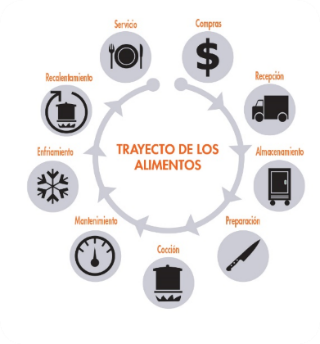 Servicio
Compras
Recalentamiento
Recepción
TRAYECTO DE LOS
ALIMENTOS
Enfriamiento
Almacenamiento
Mantenimiento
Preparación
Cocción
$